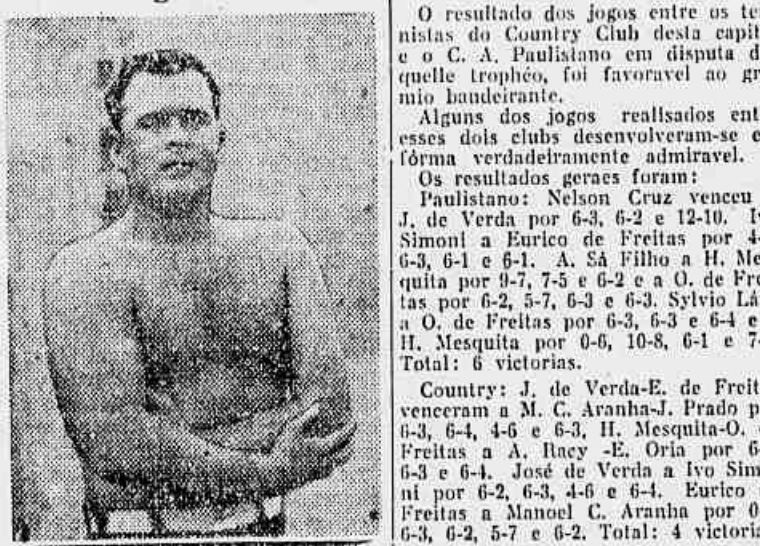 O resultado dos jogos entre os te
nistas do Country Club desta capit
e o C. A. Paulistano em disputa d
quelle trophéo, foi favoravel ao gr
mio bandeirante.
Alguns dos jogos realisados ent
esses dois clubs desenvolveram-se e
fórma verdadeiramente admiravel.
Os resultados geraes foram:
Paulistano: Nelson Cruz venceu
J. de Verda por 6-3, 6-2 e 12-10. Iv
Simoni a Eurico de Freitas por 4-
6-3, 6-1 e 6-1. A. Sá Filho a H. Me
quita por 9-7, 7-5 e 6-2 e a O. de Fre
tas por 6-2, 5-7, 6-3 e 6-3. Sylvio Lá
a O. de Freitas por 6-3, 6-3 e 6-4 e
H. Mesquita por 0-6, 10-8, 6-1 e 7-
Total: 6 victorias.
Country: J. de Verda-E. de Freit
venceram a M. C. Aranha-J. Prado p
6-3, 6-4, 4-6 e 6-3. H. Mesquita-O.
Freitas a A. Racy -E. Oria por 6-
6-3 e 6-4. José de Verda a Ivo Sim
ni por 6-2, 6-3, 4-6 e 6-4. Eurico
Freitas a Manoel C. Aranha por 0
6-3, 6-2, 5-7 e 6-2. Total: 4 victoria